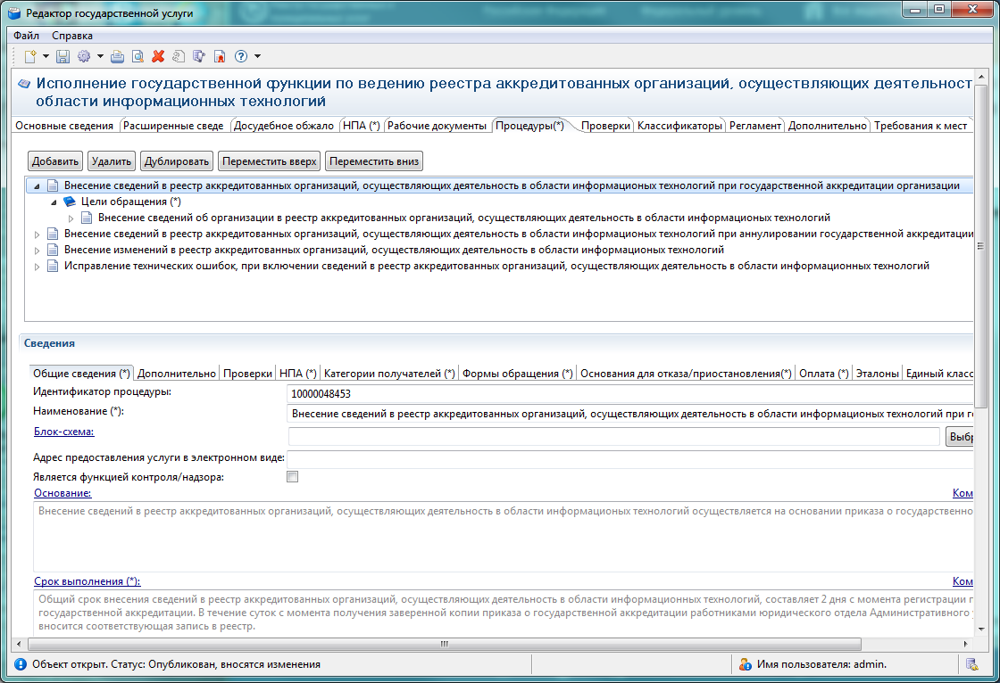 Редактор государственной услуги
Файл Справка
Исполнение государственной функции по ведению реестра аккредитованных организаций, осуществляющих деятельност
области информационных технологий
Основные сведения Расширенные сведе Досудебное обжало НПА (*) Рабочие документы Процедуры(*) Проверки Классификаторы Регламент Дополнительно Требования к мест
Добавить Удалить Дублировать Переместить вверх Переместить вниз
Внесение сведений в реестр аккредитованных организаций, осуществляющих деятельность в области информационых технологий при государственной аккредитации организации
Цели обращения (*)
Внесение сведений об организации в реестр аккредитованных организаций, осуществляющих деятельность в области информационых технологий
Внесение сведений в реестр аккредитованных организаций, осуществляющих деятельность в области информационых технологий при аннулировании государственной аккредитации
Внесение изменений в реестр аккредитованных организаций, осуществляющих деятельность в области информационых технологий
Исправление технических ошибок, при включении сведений в реестр аккредитованных организаций, осуществляющих деятельность в области информационых технологий
Сведения
Общие сведения (*) Дополнительно Проверки НПА (*) Категории получателей (*) Формы обращения (*) Основания для отказа/приостановления(*) Оплата (*) Эталоны Единый класс
Идентификатор процедуры: 10000048453
Наименование (*): Внесение сведений в реестр аккредитованных организаций, осуществляющих деятельность в области информационых технологий при го
Блок-схема: Выбр
Адрес предоставления услуги в электронном виде:
Является функцией контроля/надзора:
Основание: Ком
Внесение сведений в реестр аккредитованных организаций, осуществляющих деятельность в области информационых технологий осуществляется на основании приказа о государственно
Срок выполнения (*): Ком
Общий срок внесения сведений в реестр аккредитованных организаций, осуществляющих деятельность в области информационных технологий, составляет 2 дня с момента регистрации п
государственной аккредитации. В течение суток с момента получения заверенной копии приказа о государственной аккредитации работниками юридического отдела Административного у
вносится соответствующая запись в реестр.
Объект открыт. Статус: Опубликован, вносятся изменения Имя пользователя: admin.